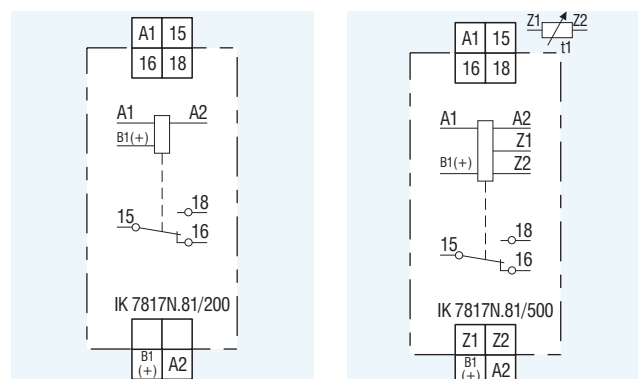 A1 15
16 18
A1 A2
B1(+)
18
15
16
IK 7817N.81/200
B1
(+) A2
Z1 Z2
t1
A1 15
16 18
A1 A2
Z1
B1(+) Z2
18
15
16
IK 7817N.81/500
Z1 Z2
B1
(+) A2